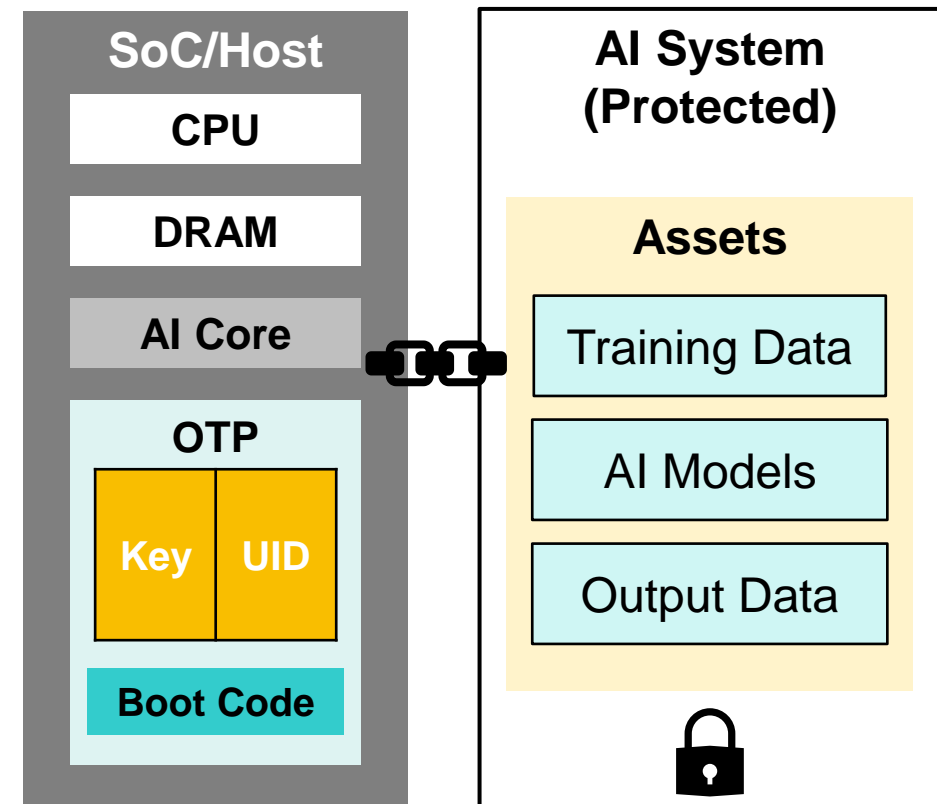 SoC/Host
CPU
DRAM
AI Core
OTP
Key
UID
Boot Code
AI System
(Protected)
Assets
Training Data
AI Models
Output Data